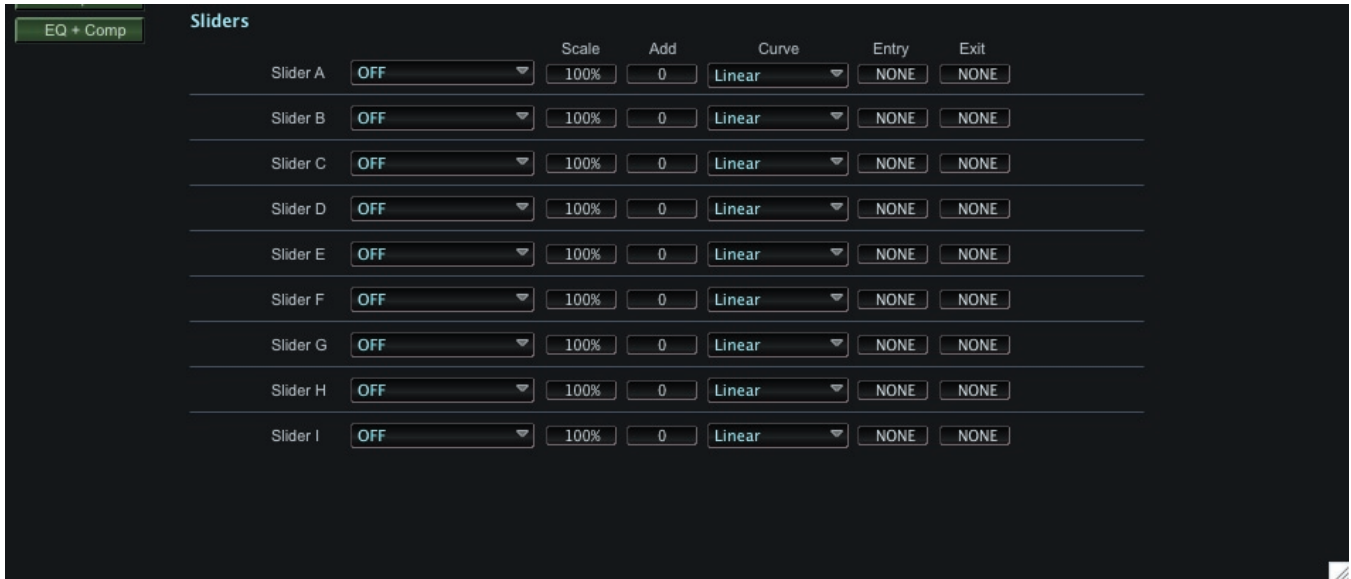 EQ + Comp
Sliders
Scale Add Curve Entry Exit
Slider A OFF 100% 0 Linear NONE NONE
Slider B OFF 100% 0 Linear NONE NONE
Slider C OFF 100% 0 Linear NONE NONE
Slider D OFF 100% 0 Linear NONE NONE
Slider E OFF 100% 0 Linear NONE NONE
Slider F OFF 100% 0 Linear NONE NONE
Slider G OFF 100% 0 Linear NONE NONE
Slider H OFF 100% 0 Linear NONE NONE
Slider I OFF 100% 0 Linear NONE NONE